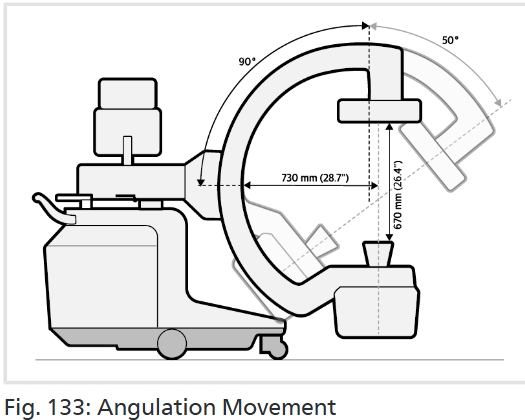 50°
90°
730 mm (28.7")
670 mm (26.4")
Fig. 133: Angulation Movement